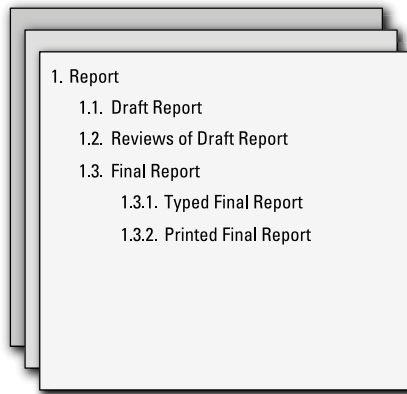 1. Report
1.1. Draft Report
1.2. Reviews of Draft Report
1.3. Final Report
1.3.1. Typed Final Report
1.3.2. Printed Final Report